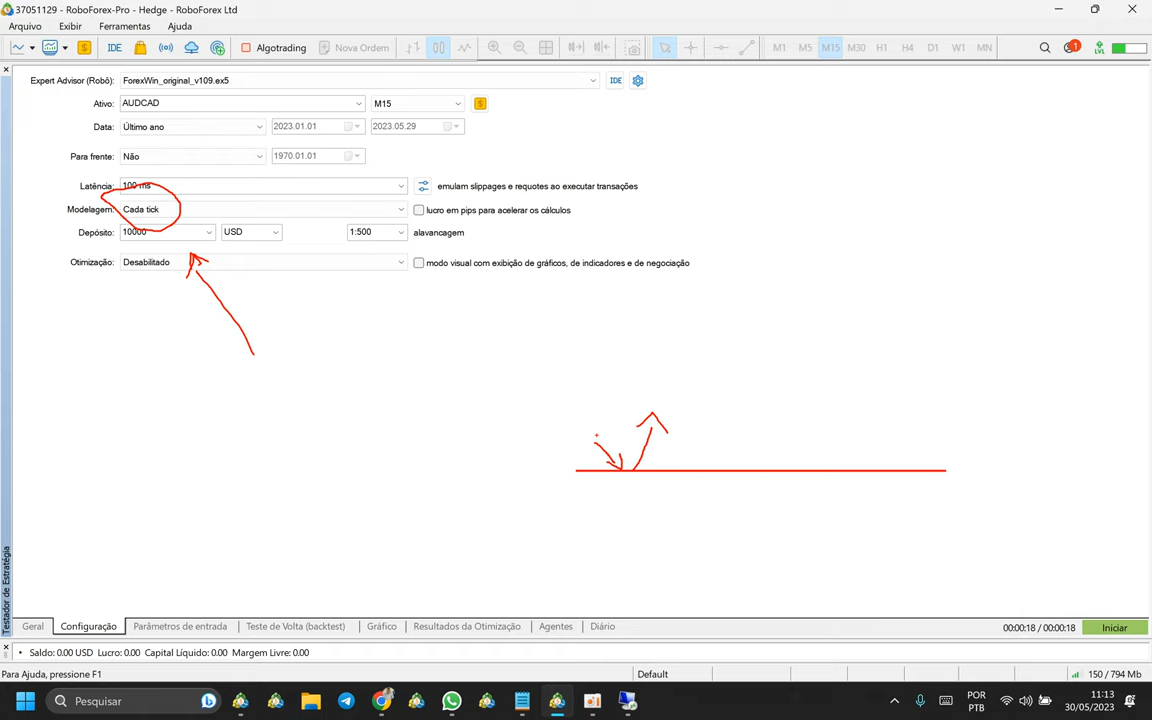 37051129 - RoboForex-Pro - Hedge - RoboForex Ltd
Arquivo Exibir Ferramentas Ajuda
IDE Algotrading Nova Ordem M1 M5 M15 M30 H1 H4 D1 W1 MN 1 LVL
Expert Advisor (Robô): ForexWin_original_v109.ex5 IDE
Ativo: AUDCAD M15
Data: Último ano 2023.01.01 2023.05.29
Para frente: Não 1970.01.01
Latência: 100 ms emulam slippages e requotes ao executar transações
Modelagem: Cada tick lucro em pips para acelerar os cálculos
Depósito: 10000 USD 1:500 alavancagem
Otimização: Desabilitado modo visual com exibição de gráficos, de indicadores e de negociação
Testador de Estratégia
Geral Configuração Parâmetros de entrada Teste de Volta (backtest) Gráfico Resultados da Otimização Agentes Diário 00:00:18 / 00:00:18 Iniciar
• Saldo: 0.00 USD Lucro: 0.00 Capital Líquido: 0.00 Margem Livre: 0.00
Para Ajuda, pressione F1 Default 150 / 794 Mb
Pesquisar POR PTB 11:13 30/05/2023